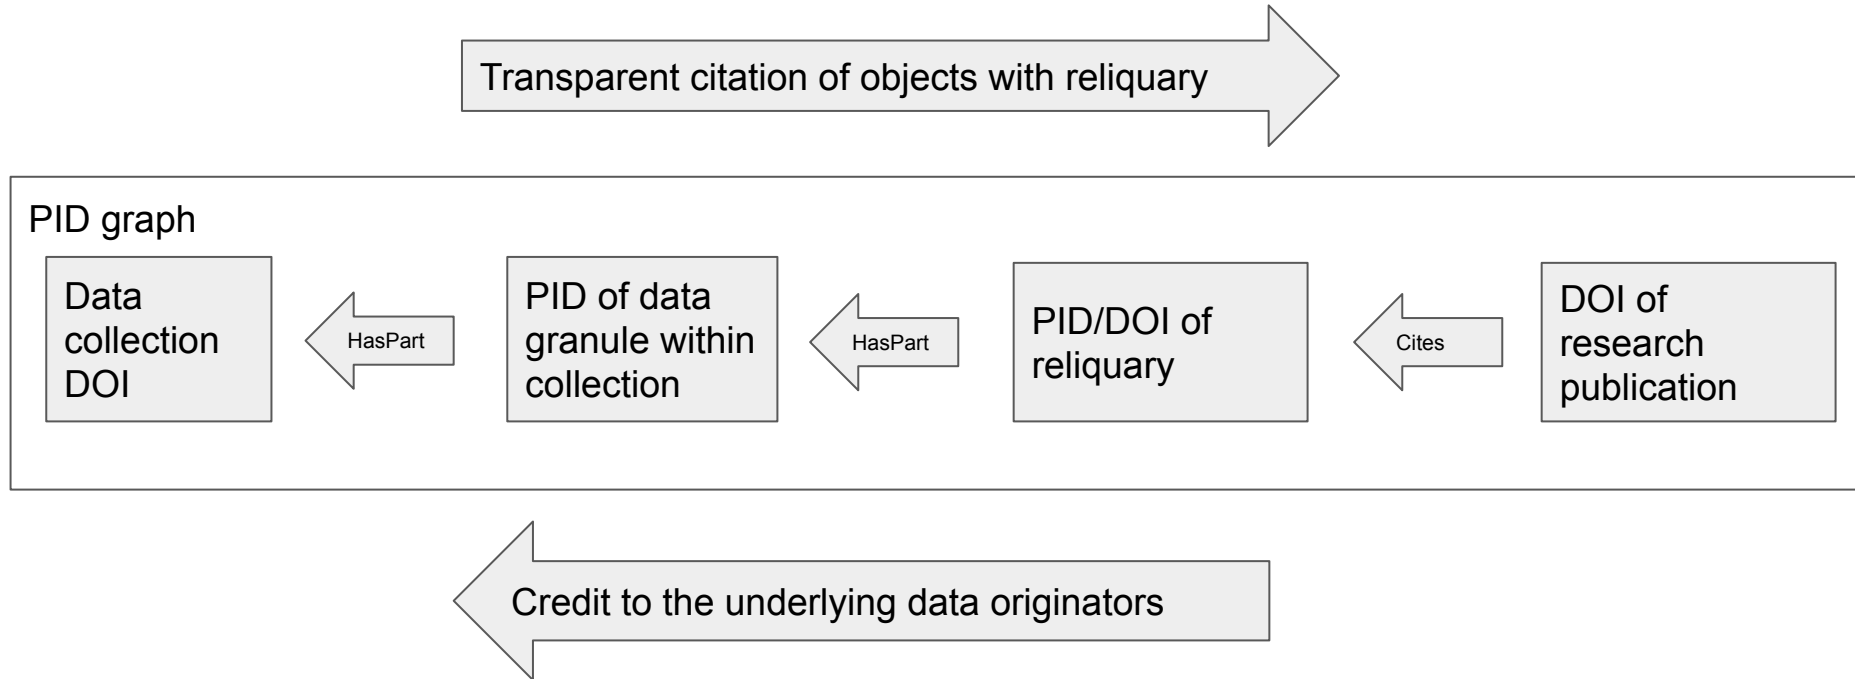 Transparent citation of objects with reliquary
PID graph
Data
collection
DOI
HasPart
PID of data
granule within
collection
HasPart
PID/DOI of
reliquary
Cites
DOI of
research
publication
Credit to the underlying data originators